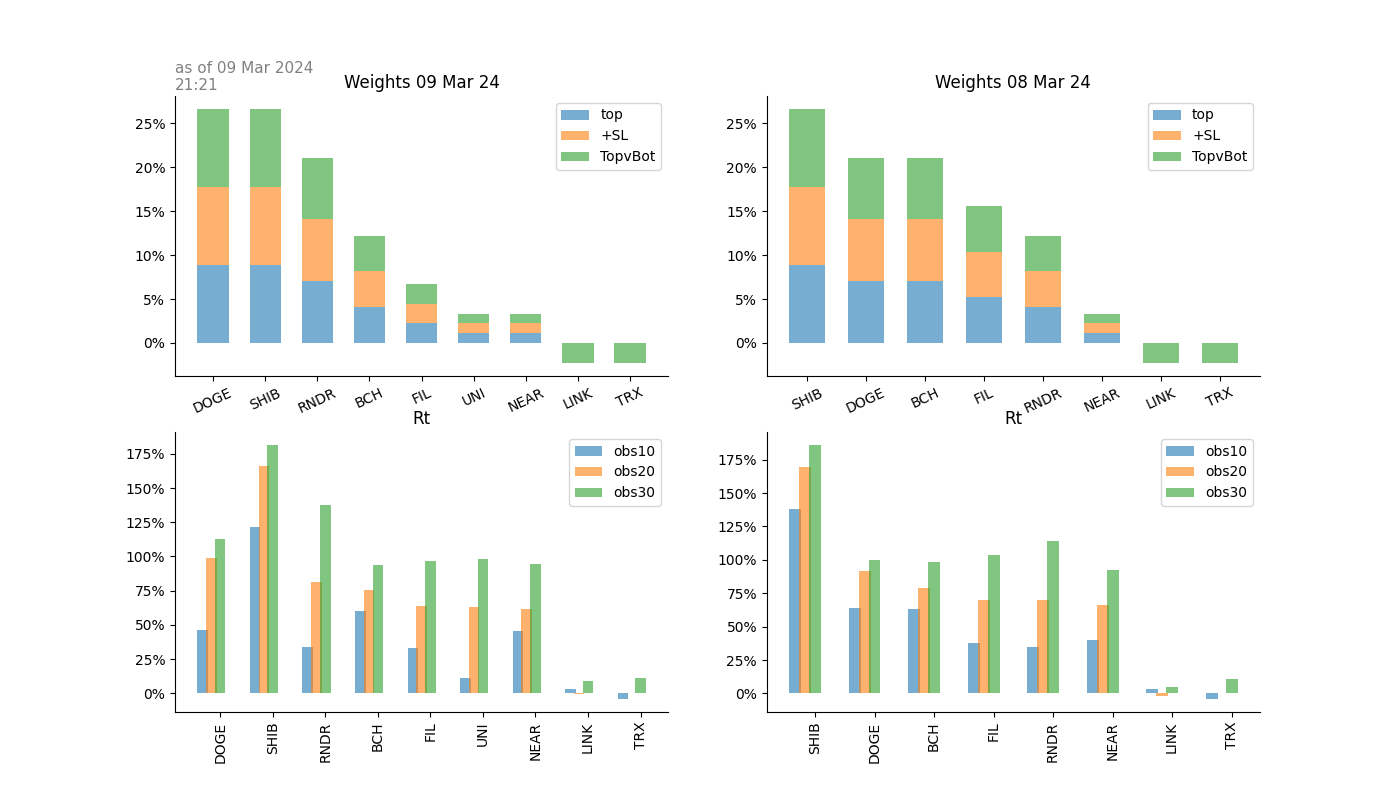 as of 09 Mar 2024
21:21
Weights 09 Mar 24
25%
20%
15%
10%
5%
0%
top
+SL
TopvBot
DOGE SHIB RNDR BCH FIL UNI NEAR LINK TRX
Weights 08 Mar 24
25%
20%
15%
10%
5%
0%
top
+SL
TopvBot
SHIB DOGE BCH FIL RNDR NEAR LINK TRX
Rt
175%
150%
125%
100%
75%
50%
25%
0%
obs10
obs20
obs30
DOGE SHIB RNDR BCH FIL UNI NEAR LINK TRX
Rt
175%
150%
125%
100%
75%
50%
25%
0%
obs10
obs20
obs30
SHIB DOGE BCH FIL RNDR NEAR LINK TRX